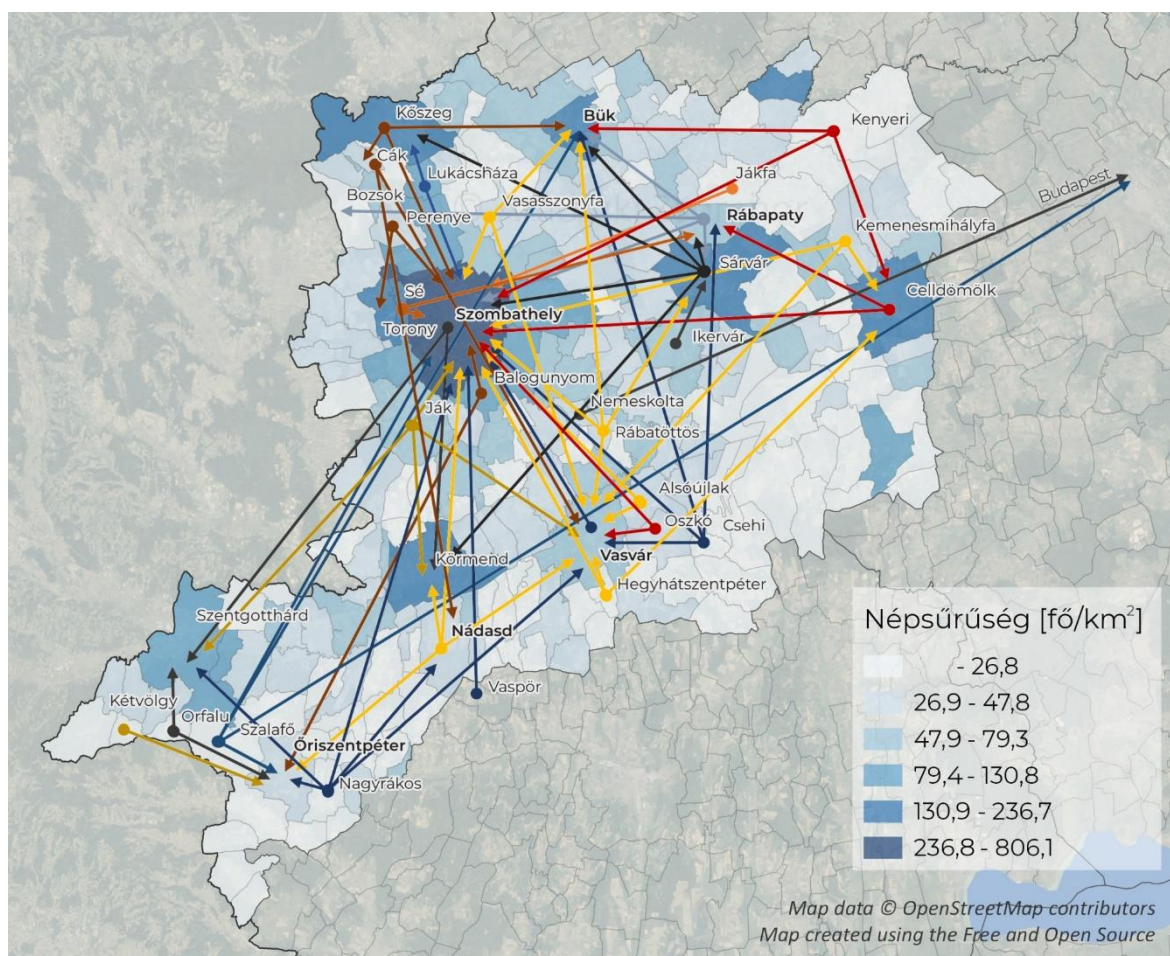 Kőszeg
Bük
Kenyeri
Cák
Lukácsháza
Jákfa
Budapest
Bozsok
Perenye
Vasasszonyfa
Rábapaty
Kemenesmihályfa
Sárvár
Sé
Celldömölk
Szombathely
Torony
Ikervár
Balogunyom
Ják
Nemeskolta
Rábatöttös
Alsóújlak
Oszkó
Csehi
Vasvár
Körmend
Hegyhátszentpéter
Szentgotthárd
Nádasd
Vaspör
Kétvölgy
Orfalu
Szalafő
Őriszentpéter
Nagyrákos
Népsűrűség [fő/km²]
- 26,8
26,9 - 47,8
47,9 - 79,3
79,4 - 130,8
130,9 - 236,7
236,8 - 806,1
Map data © OpenStreetMap contributors
Map created using the Free and Open Source